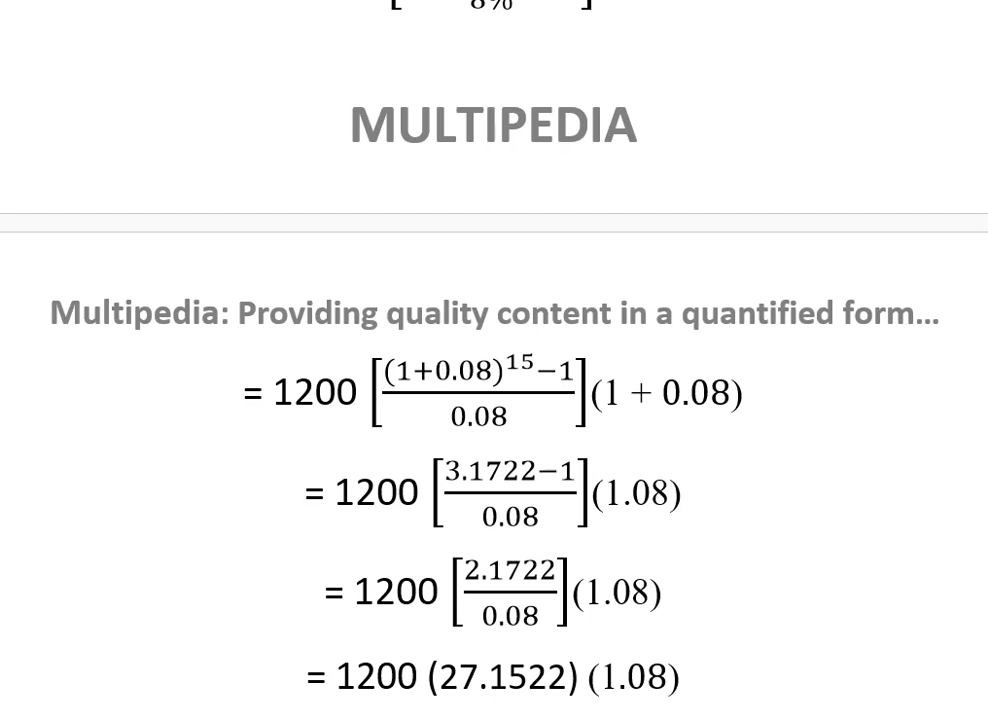 8%
MULTIPEDIA
Multipedia: Providing quality content in a quantified form...
= 1200 [((1+0.08)^15−1)/0.08](1 + 0.08)
= 1200 [(3.1722−1)/0.08](1.08)
= 1200 [2.1722/0.08](1.08)
= 1200 (27.1522) (1.08)